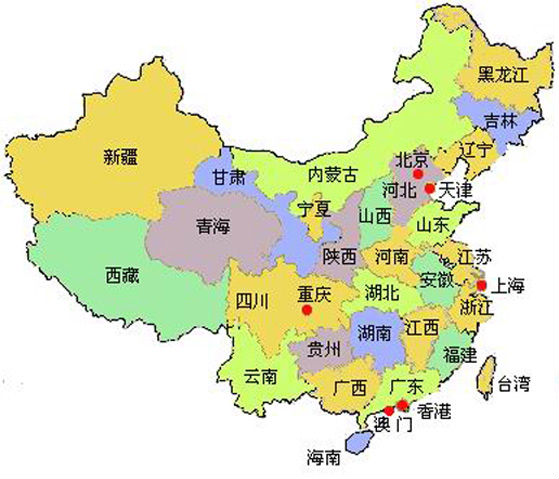 黑龙江
吉林
新疆
辽宁
北京
内蒙古
甘肃
河北
天津
宁夏
山西
青海
山东
陕西
河南
江苏
西藏
安徽
上海
四川
重庆
湖北
浙江
江西
湖南
贵州
福建
云南
广西
广东
台湾
香港
澳门
海南